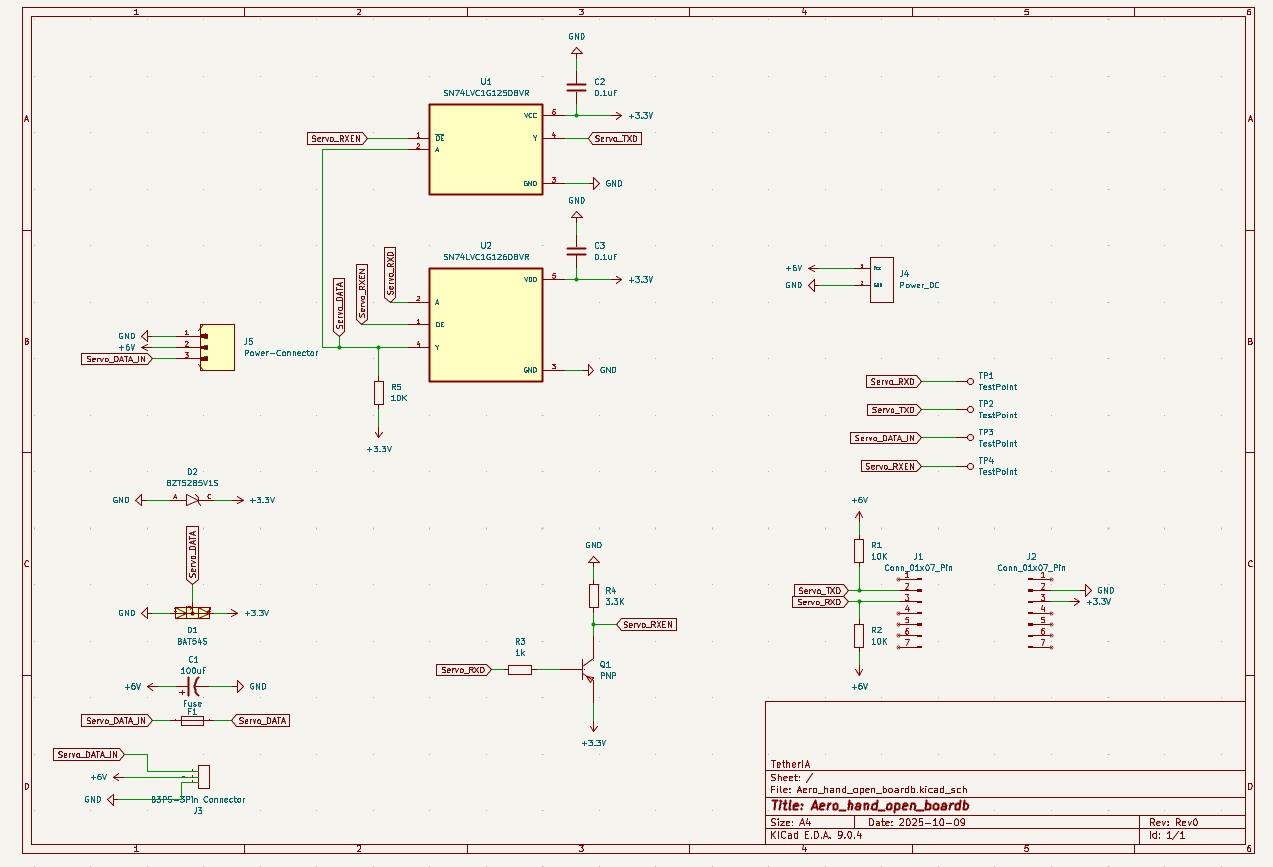 1 2 3 4 5 6
A
B
C
D
GND
C2
0.1uF
U1
SN74LVC1G125DBVR
VCC 6 +3.3V
Servo_RXEN 1 OE
Y 4 Servo_TXD
2 A
GND 3 GND
GND
C3
0.1uF
U2
SN74LVC1G126DBVR
VDD 5 +3.3V
Servo_DATA
Servo_RXEN
Servo_RXD
2 A
1 OE
4 Y
GND 3 GND
R5
10K
+3.3V
+6V
GND
J4
Power_DC
GND 1
+6V 2
Servo_DATA_IN 3
J5
Power-Connector
Servo_RXD TP1
TestPoint
Servo_TXD TP2
TestPoint
Servo_DATA_IN TP3
TestPoint
Servo_RXEN TP4
TestPoint
D2
BZT52B5V1S
GND A C +3.3V
Servo_DATA
GND +3.3V
D1
BAT54S
C1
100uF
+6V + GND
Fuse
F1
Servo_DATA_IN Servo_DATA
Servo_DATA_IN
+6V
GND
B3PS-3Pin Connector
J3
GND
R4
3.3K
Servo_RXEN
R3
1k
Servo_RXD
Q1
PNP
+3.3V
+6V
R1
10K
J1
Conn_01x07_Pin
Servo_TXD
Servo_RXD
1
2
3
4
5
6
7
R2
10K
+6V
J2
Conn_01x07_Pin
1
2 GND
3 +3.3V
4
5
6
7
TetherIA
Sheet: /
File: Aero_hand_open_boardb.kicad_sch
Title: Aero_hand_open_boardb
Size: A4 Date: 2025-10-09 Rev: Rev0
KiCad E.D.A. 9.0.4 Id: 1/1
A
B
C
D
1 2 3 4 5 6